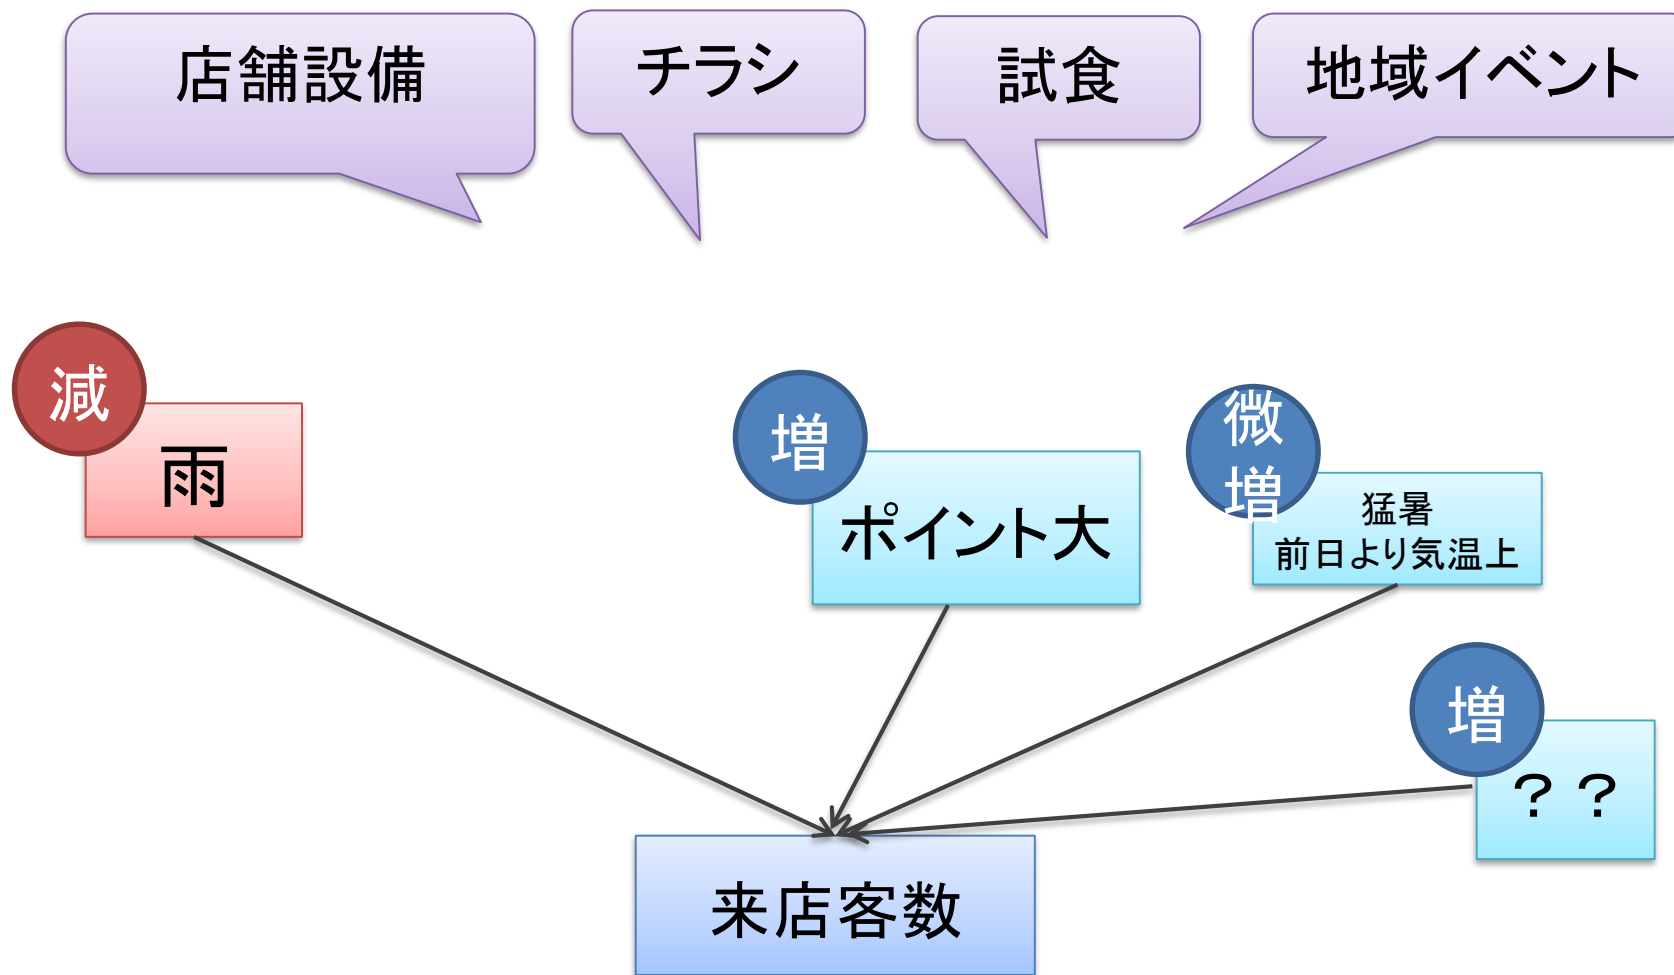 店舗設備
チラシ
試食
地域イベント
減
雨
増
ポイント大
微
増
猛暑
前日より気温上
増
？？
来店客数